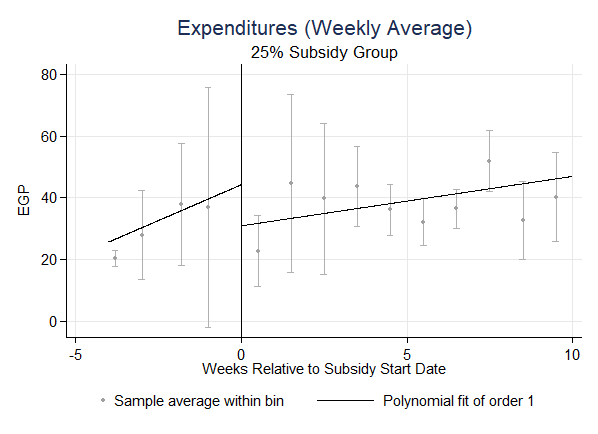 Expenditures (Weekly Average)
25% Subsidy Group
80
60
40
20
0
EGP
-5 0 5 10
Weeks Relative to Subsidy Start Date
Sample average within bin Polynomial fit of order 1